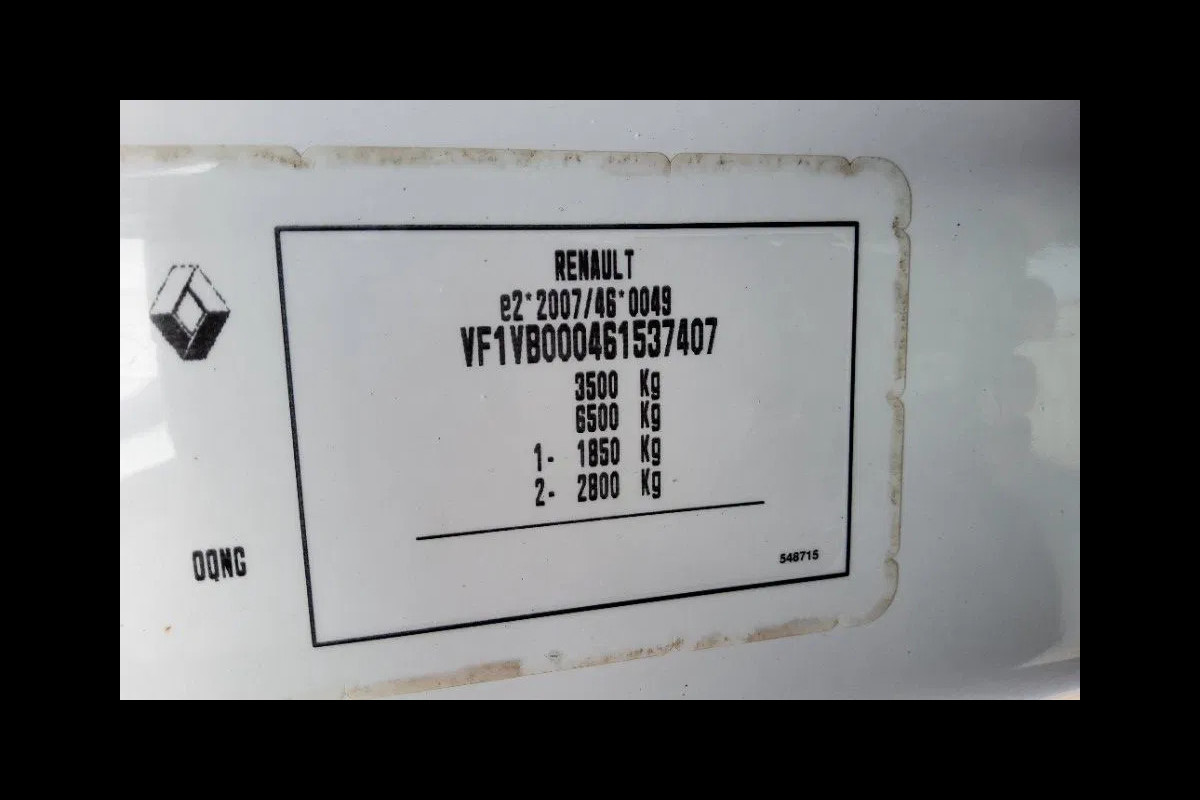 RENAULT
e2*2007/46*0049
VF1VB000461537407
3500 Kg
6500 Kg
1- 1850 Kg
2- 2800 Kg
548715
OQNG